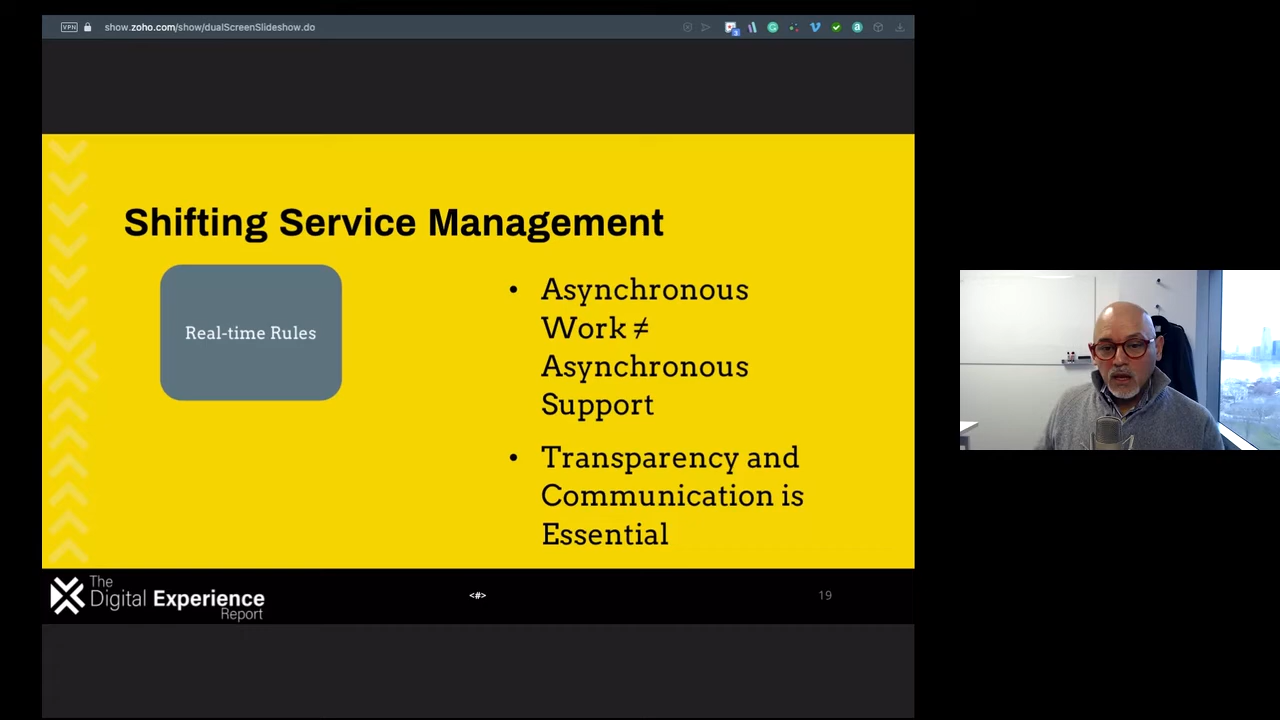 VPN show.zoho.com/show/dualScreenSlideshow.do
Shifting Service Management
Real-time Rules
• Asynchronous
Work ≠
Asynchronous
Support
• Transparency and
Communication is
Essential
The
Digital Experience
Report
<#>
19